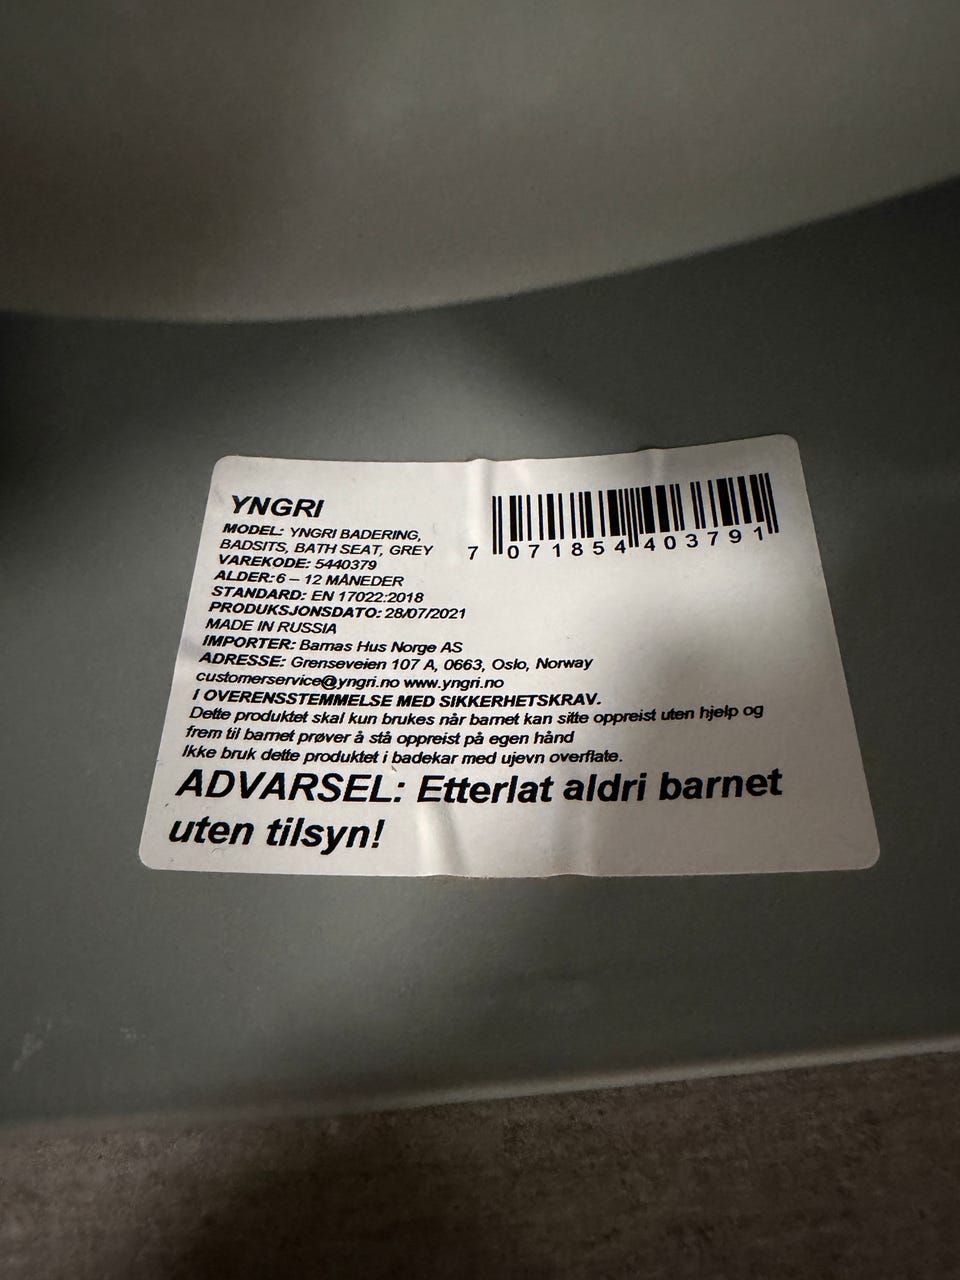 YNGRI
MODEL: YNGRI BADERING,
BADSITS, BATH SEAT, GREY
VAREKODE: 5440379
ALDER:6 – 12 MÅNEDER
STANDARD: EN 17022:2018
PRODUKSJONSDATO: 28/07/2021
MADE IN RUSSIA
IMPORTER: Barnas Hus Norge AS
ADRESSE: Grenseveien 107 A, 0663, Oslo, Norway
customerservice@yngri.no www.yngri.no
I OVERENSSTEMMELSE MED SIKKERHETSKRAV.
Dette produktet skal kun brukes når barnet kan sitte oppreist uten hjelp og
frem til barnet prøver å stå oppreist på egen hånd
Ikke bruk dette produktet i badekar med ujevn overflate.
ADVARSEL: Etterlat aldri barnet
uten tilsyn!
7 071854 403791